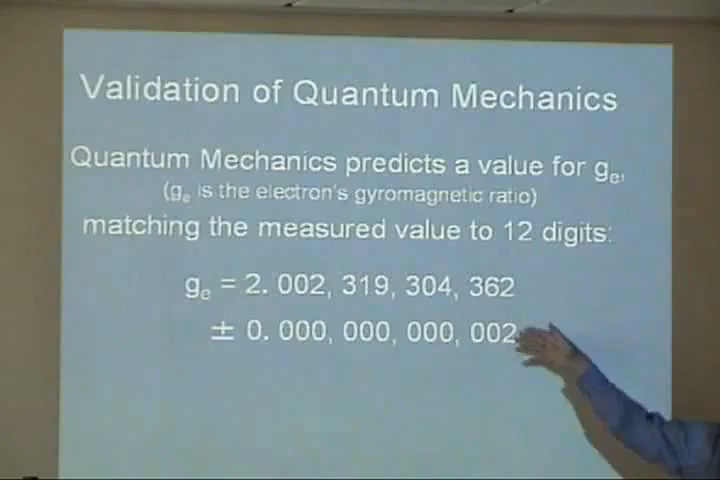 Validation of Quantum Mechanics
Quantum Mechanics predicts a value for gₑ,
(gₑ is the electron's gyromagnetic ratio)
matching the measured value to 12 digits:
gₑ = 2. 002, 319, 304, 362
± 0. 000, 000, 000, 002